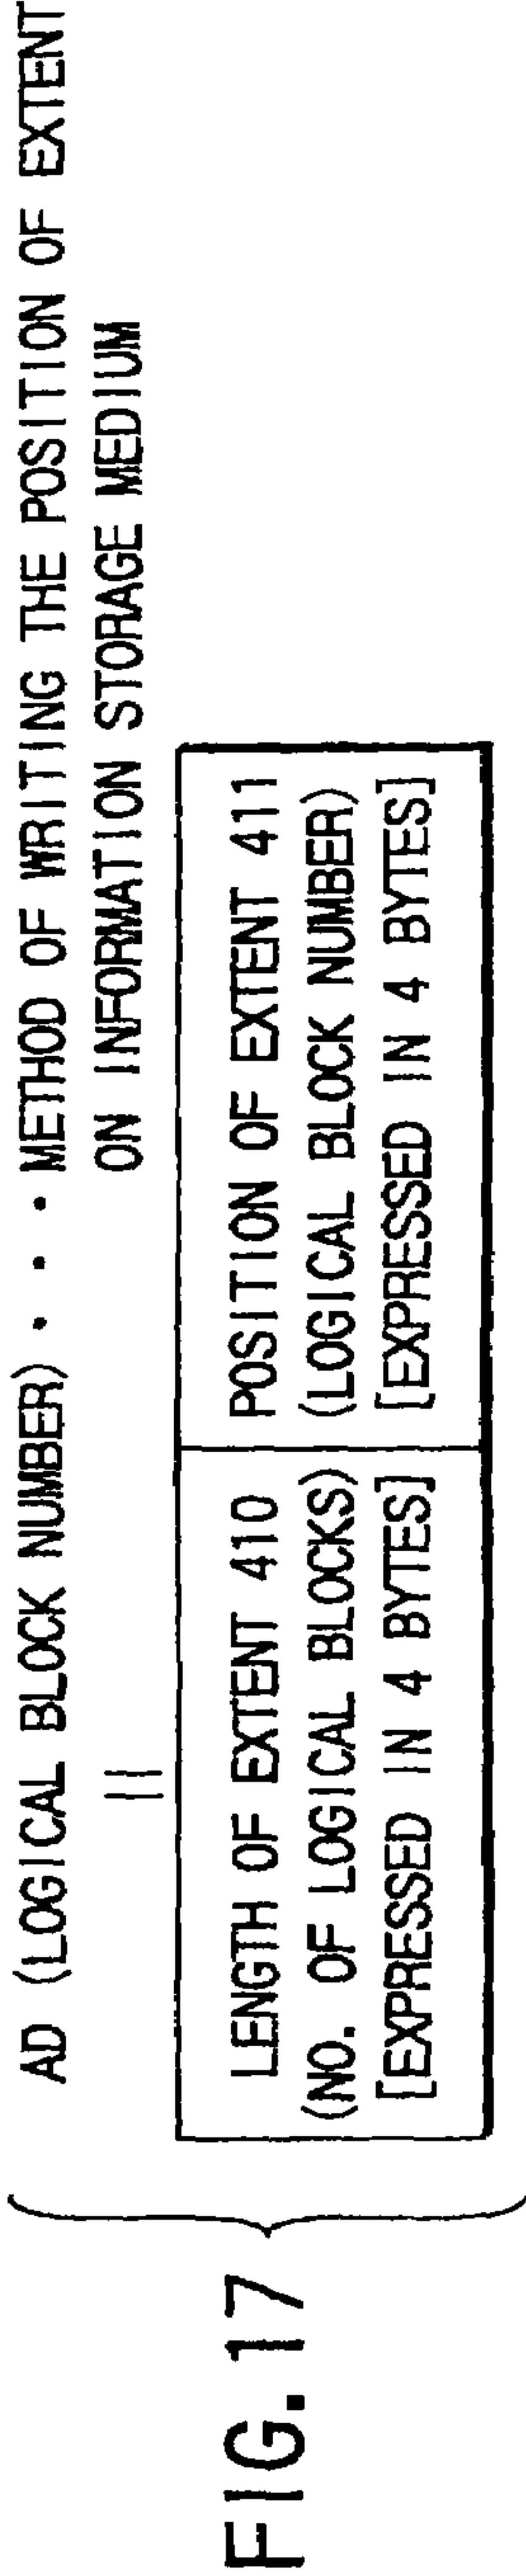 AD (LOGICAL BLOCK NUMBER) · · · METHOD OF WRITING THE POSITION OF EXTENT
ON INFORMATION STORAGE MEDIUM
=
LENGTH OF EXTENT 410
(NO. OF LOGICAL BLOCKS)
[EXPRESSED IN 4 BYTES]
POSITION OF EXTENT 411
(LOGICAL BLOCK NUMBER)
[EXPRESSED IN 4 BYTES]
FIG. 17